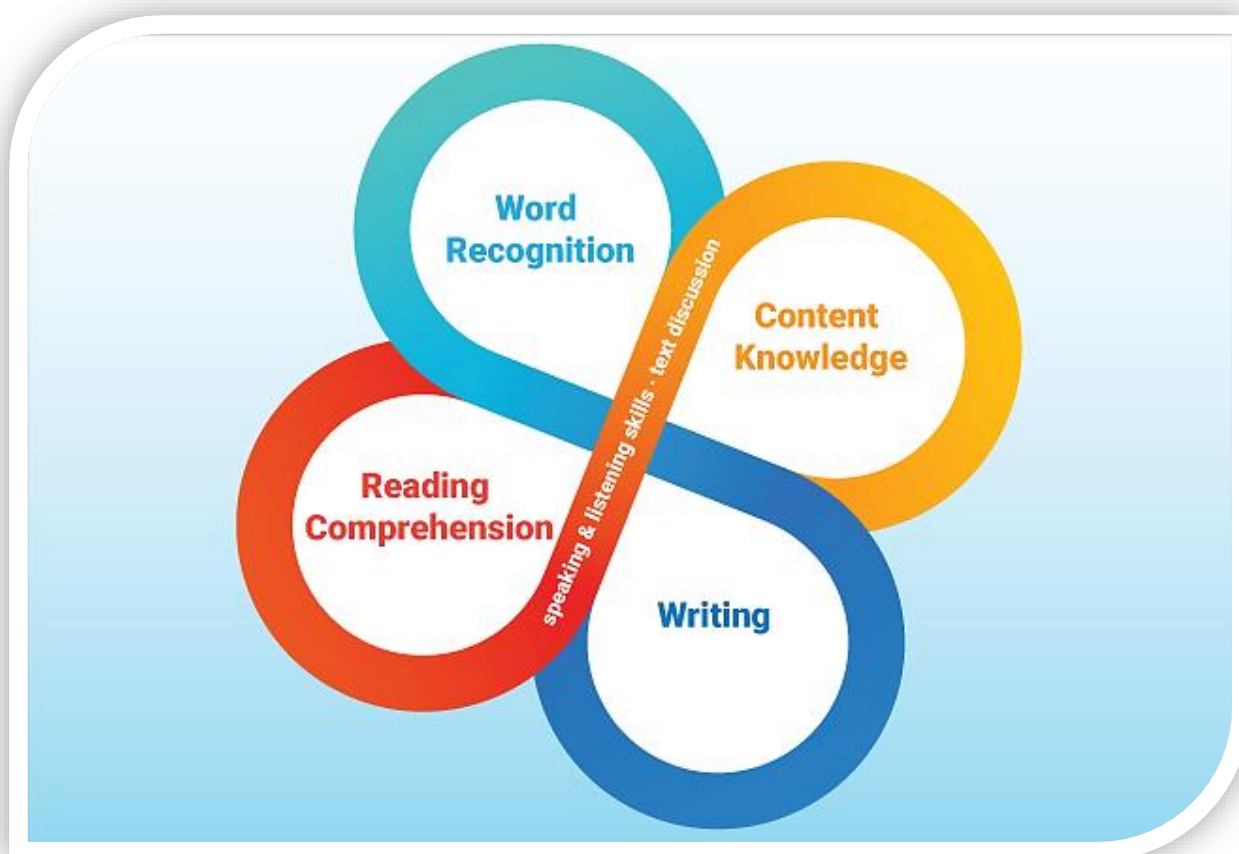 Word
Recognition
Content
Knowledge
speaking & listening skills · text discussion
Reading
Comprehension
Writing